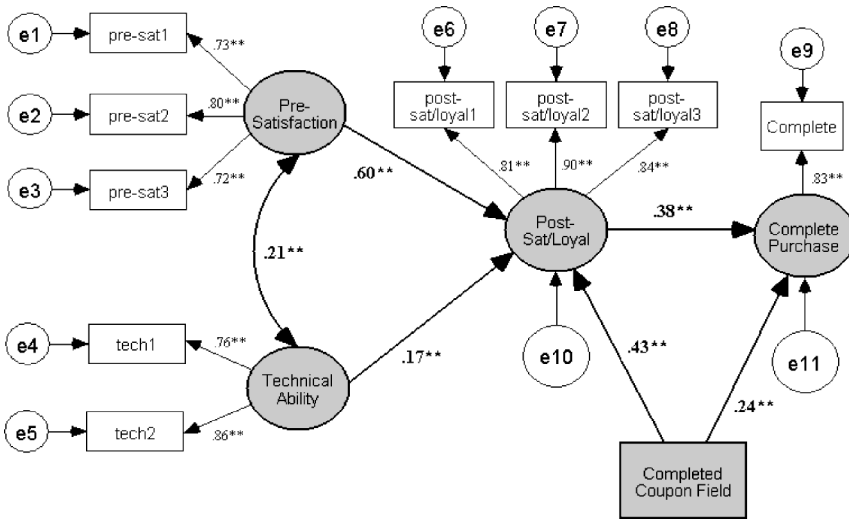 e1
pre-sat1
.73**
e2
pre-sat2
.80**
e3
pre-sat3
.72**
Pre-
Satisfaction
e6
e7
e8
post-
sat/loyal1
post-
sat/loyal2
post-
sat/loyal3
.81**
.90**
.84**
e9
Complete
.83**
.60**
Post-
Sat/Loyal
.38**
Complete
Purchase
.21**
e4
tech1
.76**
e5
tech2
.86**
Technical
Ability
.17**
e10
.43**
e11
.24**
Completed
Coupon Field